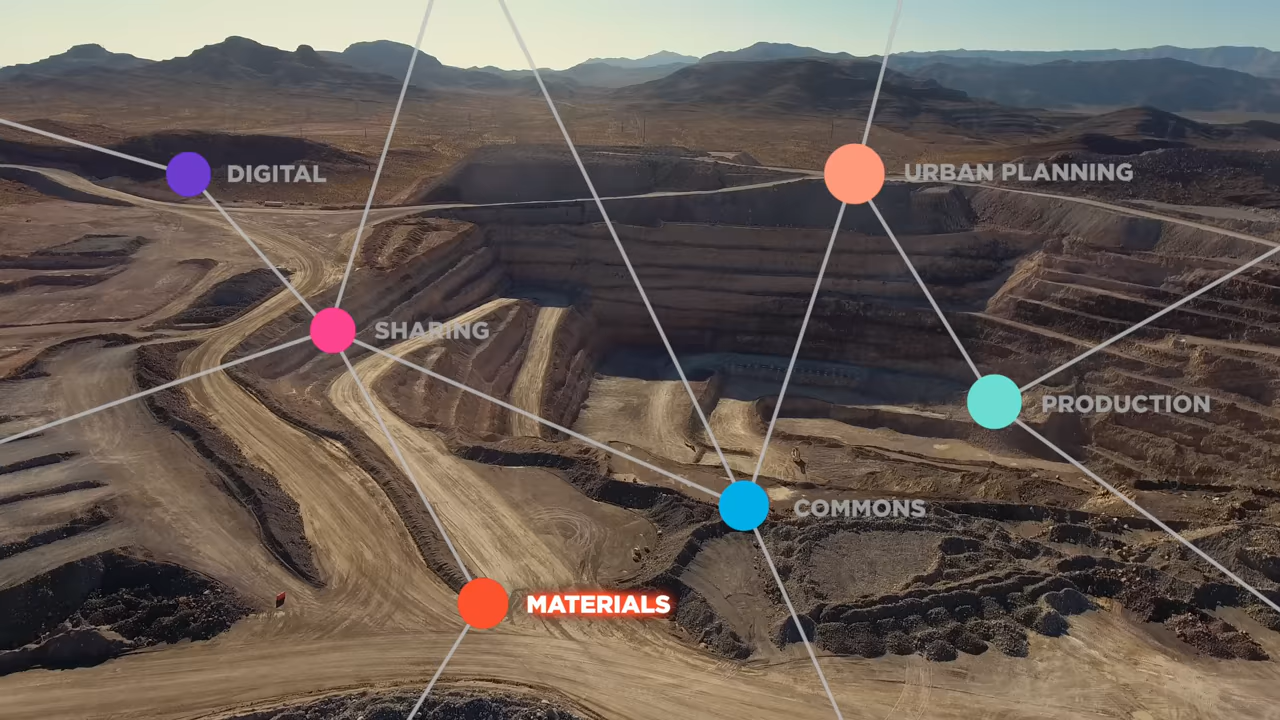 DIGITAL
URBAN PLANNING
SHARING
PRODUCTION
COMMONS
MATERIALS